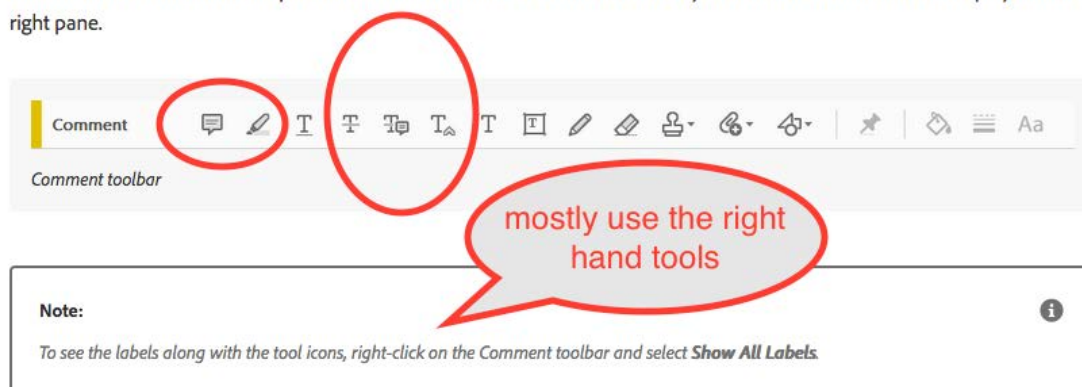 right pane.
Comment T T T T T T Aa
Comment toolbar
mostly use the right
hand tools
Note:
To see the labels along with the tool icons, right-click on the Comment toolbar and select Show All Labels.